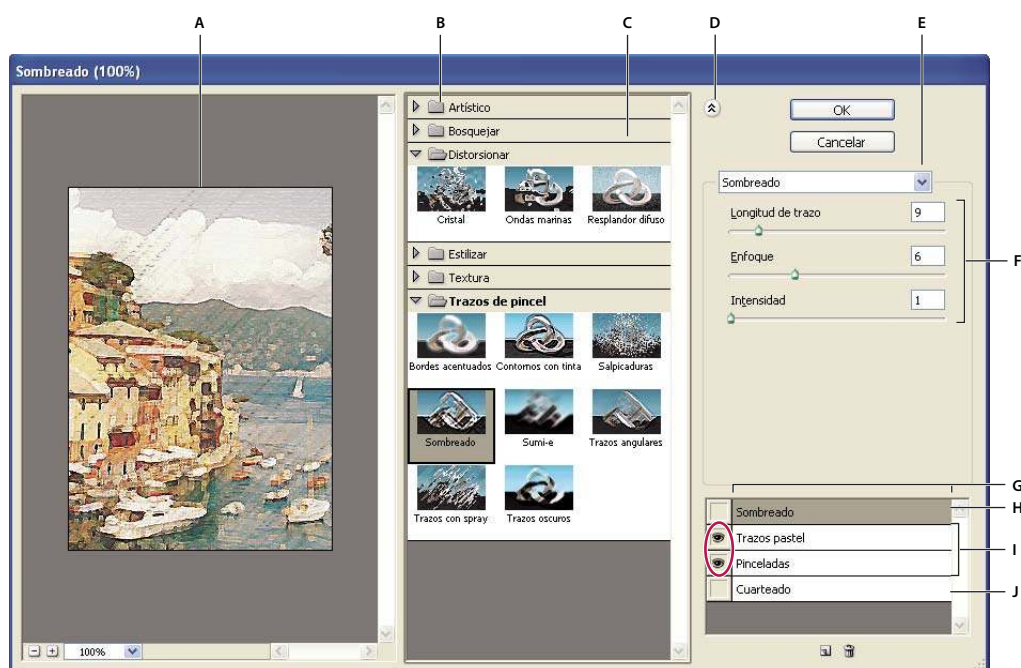 A
B
C
D
E
Sombreado (100%)
Artístico
Bosquejar
Distorsionar
Cristal
Ondas marinas
Resplandor difuso
Estilizar
Textura
Trazos de pincel
Bordes acentuados
Contornos con tinta
Salpicaduras
Sombreado
Sumi-e
Trazos angulares
Trazos con spray
Trazos oscuros
100%
OK
Cancelar
Sombreado
Longitud de trazo 9
Enfoque 6
Intensidad 1
F
G
Sombreado
H
Trazos pastel
I
Pinceladas
Cuarteado
J